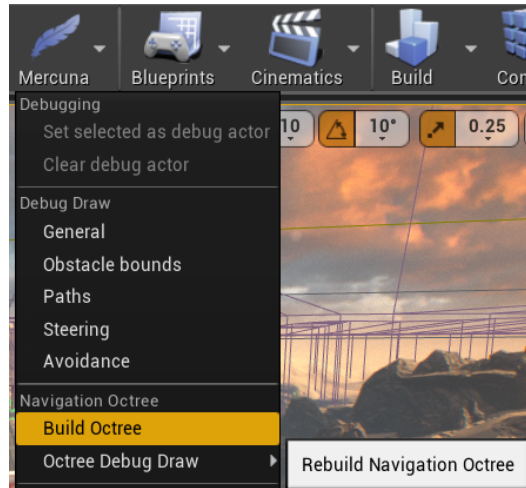 Mercuna
Blueprints
Cinematics
Build
Debugging
Set selected as debug actor
10
10°
0.25
Clear debug actor
Debug Draw
General
Obstacle bounds
Paths
Steering
Avoidance
Navigation Octree
Build Octree
Octree Debug Draw
Rebuild Navigation Octree